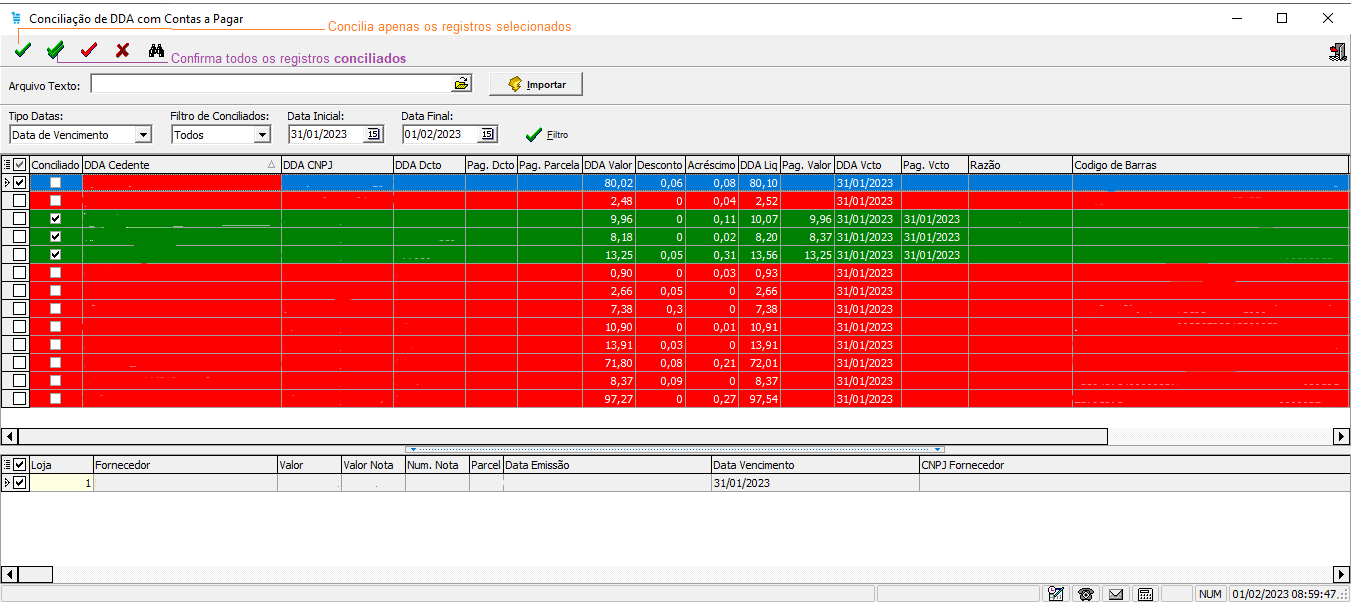 Conciliação de DDA com Contas a Pagar
Concilia apenas os registros selecionados
Confirma todos os registros conciliados
Arquivo Texto:
Importar
Tipo Datas:
Filtro de Conciliados:
Data Inicial:
Data Final:
Data de Vencimento
Todos
31/01/2023
15
01/02/2023
15
Filtro
Conciliado DDA Cedente DDA CNPJ DDA Dcto Pag. Dcto Pag. Parcela DDA Valor Desconto Acréscimo DDA Liq Pag. Valor DDA Vcto Pag. Vcto Razão Codigo de Barras
80,02 0,06 0,08 80,10 31/01/2023
2,48 0 0,04 2,52 31/01/2023
9,96 0 0,11 10,07 9,96 31/01/2023 31/01/2023
8,18 0 0,02 8,20 8,37 31/01/2023 31/01/2023
13,25 0,05 0,31 13,56 13,25 31/01/2023 31/01/2023
0,90 0 0,03 0,93 31/01/2023
2,66 0,05 0 2,66 31/01/2023
7,38 0,3 0 7,38 31/01/2023
10,90 0 0,01 10,91 31/01/2023
13,91 0,03 0 13,91 31/01/2023
71,80 0,08 0,21 72,01 31/01/2023
8,37 0,09 0 8,37 31/01/2023
97,27 0 0,27 97,54 31/01/2023
Loja Fornecedor Valor Valor Nota Num. Nota Parcel Data Emissão Data Vencimento CNPJ Fornecedor
1 31/01/2023
NUM 01/02/2023 08:59:47